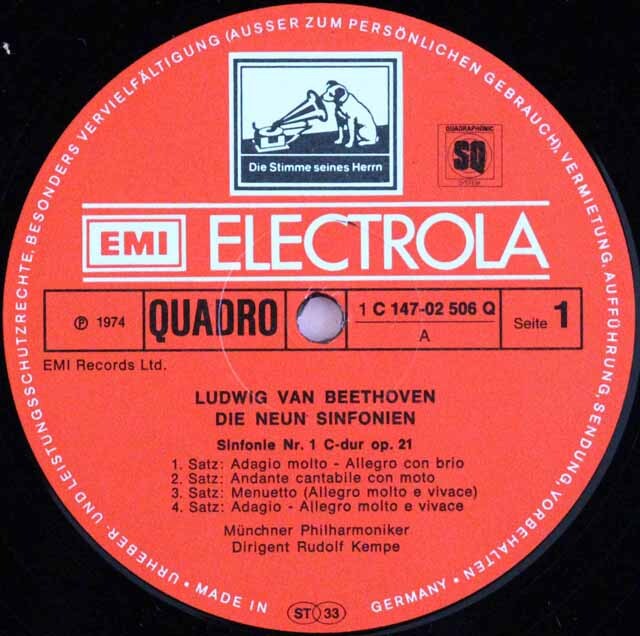 URHEBER- UND LEISTUNGSSCHUTZRECHTE, BESONDERS VERVIELFÄLTIGUNG (AUSSER ZUM PERSÖNLICHEN GEBRAUCH), VERMIETUNG, AUFFÜHRUNG, SENDUNG, VORBEHALTEN •
Die Stimme seines Herrn
QUADRAPHONIC
SQ
SYSTEM
EMI ELECTROLA
℗ 1974 QUADRO 1 C 147-02 506 Q Seite 1
A
EMI Records Ltd.
LUDWIG VAN BEETHOVEN
DIE NEUN SINFONIEN
Sinfonie Nr. 1 C-dur op. 21
1. Satz: Adagio molto - Allegro con brio
2. Satz: Andante cantabile con moto
3. Satz: Menuetto (Allegro molto e vivace)
4. Satz: Adagio - Allegro molto e vivace
Münchner Philharmoniker
Dirigent Rudolf Kempe
MADE IN GERMANY •
ST 33